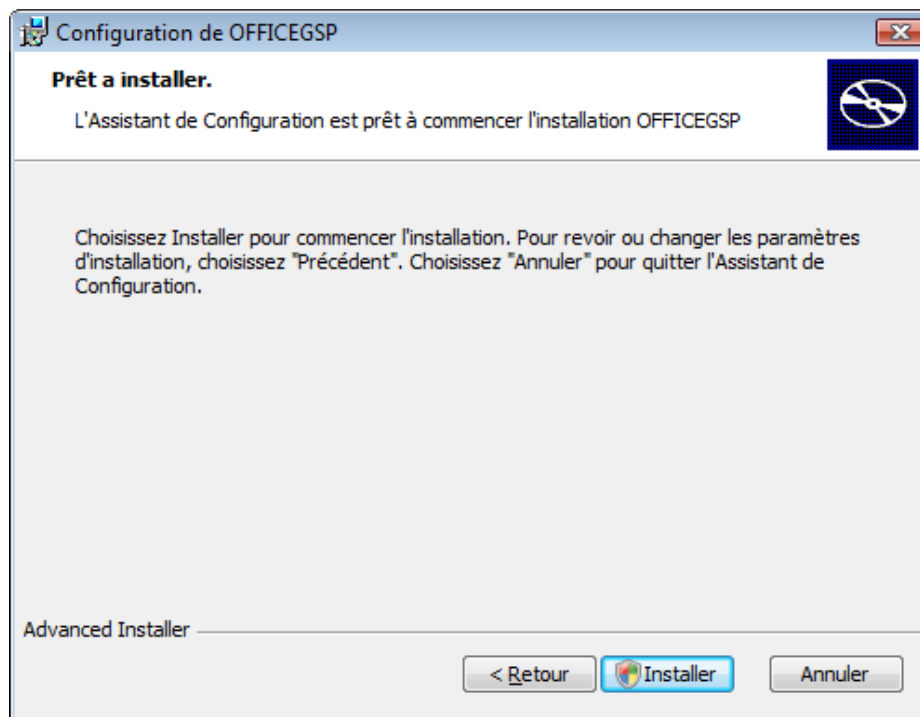 Configuration de OFFICEGSP
Prêt a installer.
L'Assistant de Configuration est prêt à commencer l'installation OFFICEGSP
Choisissez Installer pour commencer l'installation. Pour revoir ou changer les paramètres
d'installation, choisissez "Précédent". Choisissez "Annuler" pour quitter l'Assistant de
Configuration.
Advanced Installer
< Retour
Installer
Annuler